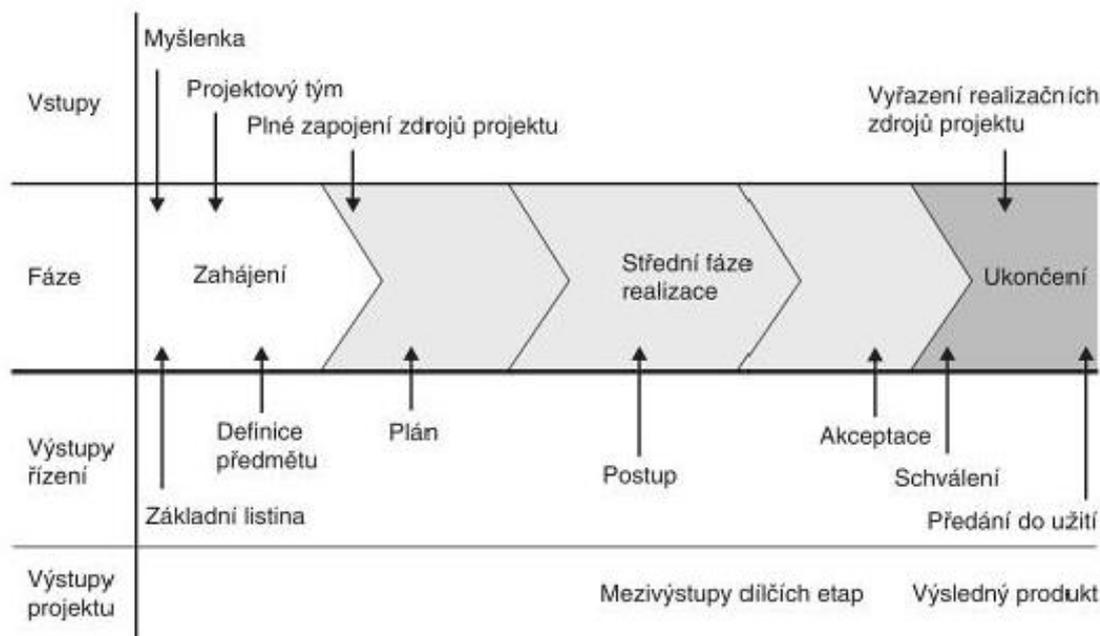 Myšlenka
Vstupy
Projektový tým
Plné zapojení zdrojů projektu
Vyřazení realizačních
zdrojů projektu
Fáze
Zahájení
Střední fáze
realizace
Ukončení
Výstupy
řízení
Základní listina
Definice
předmětu
Plán
Postup
Akceptace
Schválení
Předání do užití
Výstupy
projektu
Mezivýstupy dílčích etap
Výsledný produkt